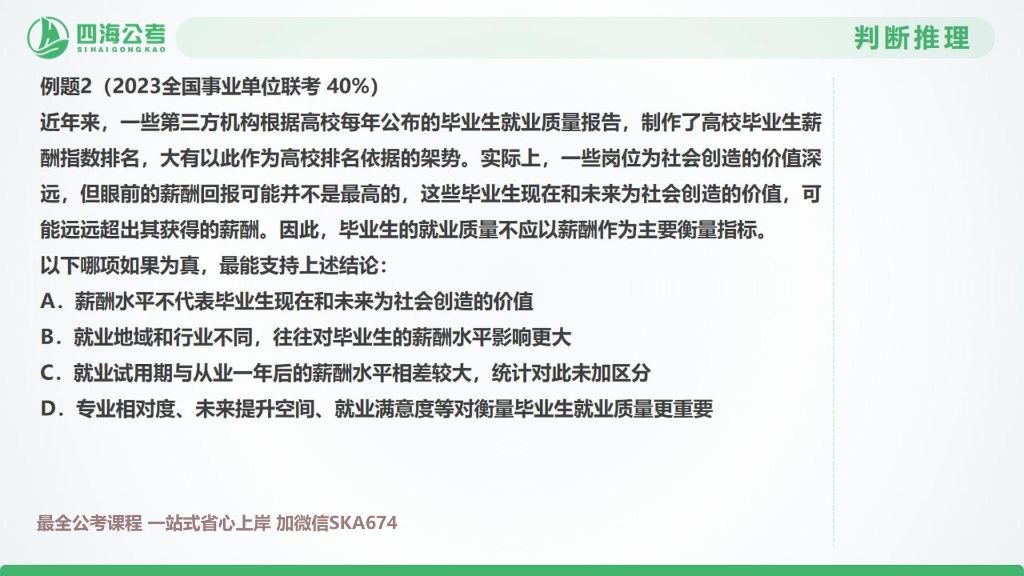 四海公考
SIHAIGONGKAO
判断推理
例题2（2023全国事业单位联考 40%）
近年来，一些第三方机构根据高校每年公布的毕业生就业质量报告，制作了高校毕业生薪
酬指数排名，大有以此作为高校排名依据的架势。实际上，一些岗位为社会创造的价值深
远，但眼前的薪酬回报可能并不是最高的，这些毕业生现在和未来为社会创造的价值，可
能远远超出其获得的薪酬。因此，毕业生的就业质量不应以薪酬作为主要衡量指标。
以下哪项如果为真，最能支持上述结论：
A．薪酬水平不代表毕业生现在和未来为社会创造的价值
B．就业地域和行业不同，往往对毕业生的薪酬水平影响更大
C．就业试用期与从业一年后的薪酬水平相差较大，统计对此未加区分
D．专业相对度、未来提升空间、就业满意度等对衡量毕业生就业质量更重要
最全公考课程 一站式省心上岸 加微信SKA674